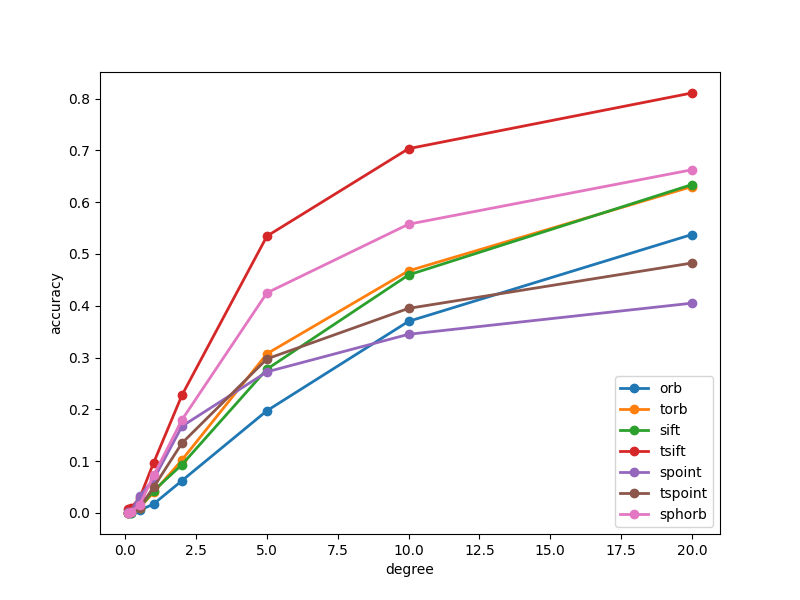 accuracy
0.8
0.7
0.6
0.5
0.4
0.3
0.2
0.1
0.0
0.0 2.5 5.0 7.5 10.0 12.5 15.0 17.5 20.0
degree
orb
torb
sift
tsift
spoint
tspoint
sphorb